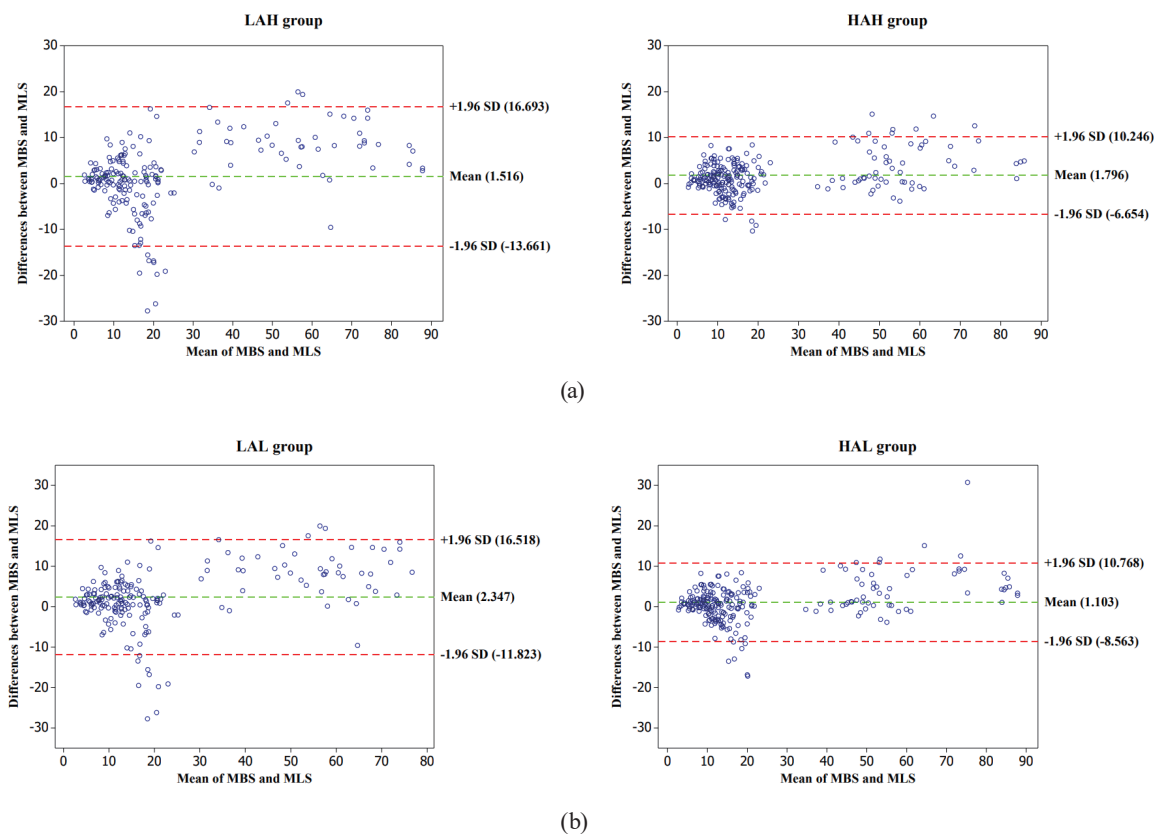 LAH group
30
20
10
0
-10
-20
-30
Differences between MBS and MLS
+1.96 SD (16.693)
Mean (1.516)
-1.96 SD (-13.661)
0 10 20 30 40 50 60 70 80 90
Mean of MBS and MLS
HAH group
30
20
10
0
-10
-20
-30
Differences between MBS and MLS
+1.96 SD (10.246)
Mean (1.796)
-1.96 SD (-6.654)
0 10 20 30 40 50 60 70 80 90
Mean of MBS and MLS
(a)
LAL group
30
20
10
0
-10
-20
-30
Differences between MBS and MLS
+1.96 SD (16.518)
Mean (2.347)
-1.96 SD (-11.823)
0 10 20 30 40 50 60 70 80
Mean of MBS and MLS
HAL group
30
20
10
0
-10
-20
-30
Differences between MBS and MLS
+1.96 SD (10.768)
Mean (1.103)
-1.96 SD (-8.563)
0 10 20 30 40 50 60 70 80 90
Mean of MBS and MLS
(b)